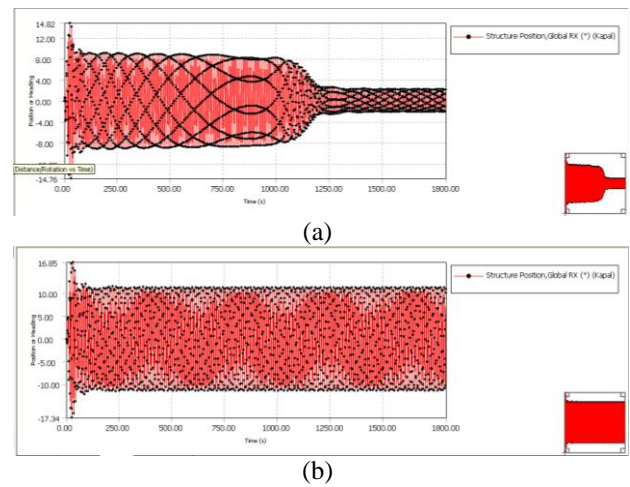 14.82
12.00
8.00
4.00
0.00
-4.00
-8.00
-14.76
Position or Heading
Distance/Rotation vs Time)
0.00 250.00 500.00 750.00 1000.00 1250.00 1500.00 1800.00
Time (s)
Structure Position,Global RX (°) (Kapal)
(a)
16.85
10.00
5.00
0.00
-5.00
-10.00
-17.34
Position or Heading
0.00 250.00 500.00 750.00 1000.00 1250.00 1500.00 1800.00
Time (s)
Structure Position,Global RX (°) (Kapal)
(b)